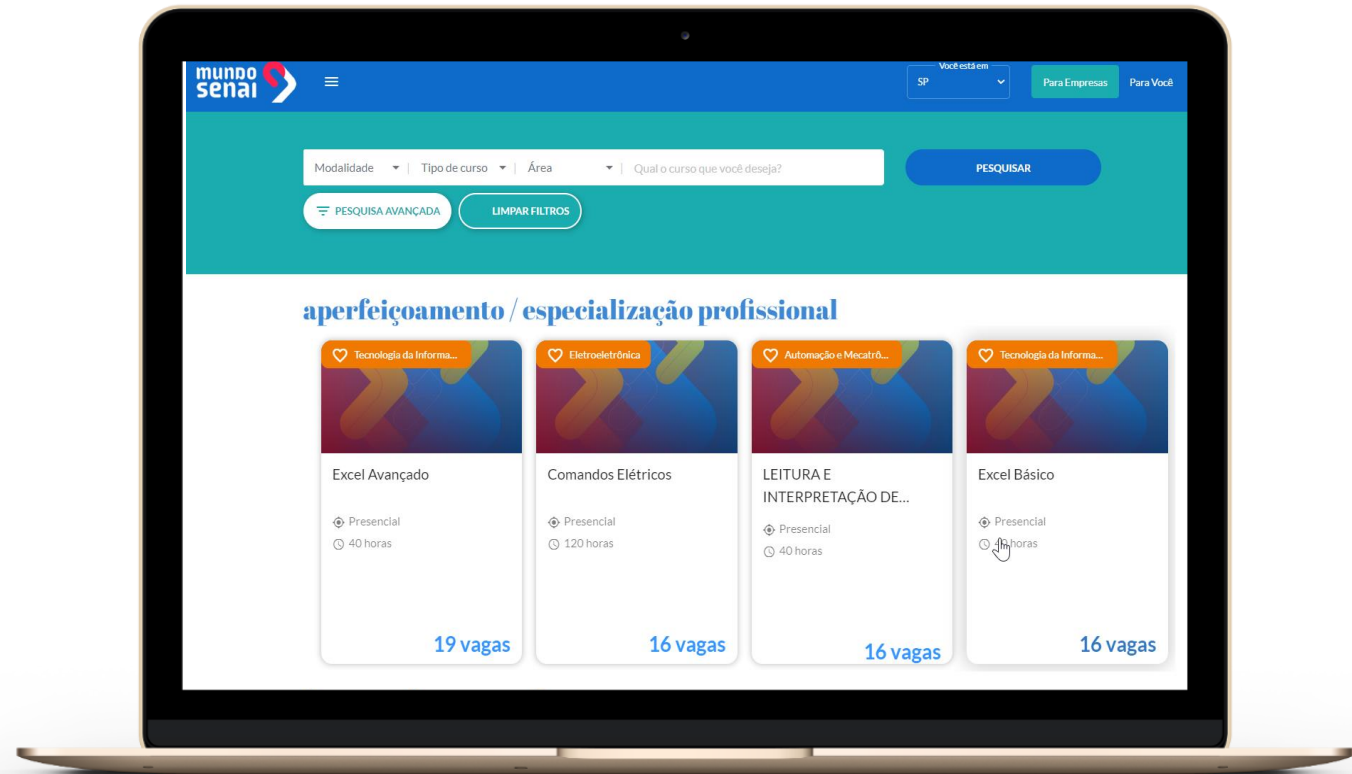 mundo
senai
Você está em
SP
Para Empresas
Para Você
Modalidade
Tipo de curso
Área
Qual o curso que você deseja?
PESQUISAR
PESQUISA AVANÇADA
LIMPAR FILTROS
aperfeiçoamento / especialização profissional
Tecnologia da Informa...
Excel Avançado
Presencial
40 horas
19 vagas
Eletroeletrônica
Comandos Elétricos
Presencial
120 horas
16 vagas
Automação e Mecatrô...
LEITURA E
INTERPRETAÇÃO DE...
Presencial
40 horas
16 vagas
Tecnologia da Informa...
Excel Básico
Presencial
horas
16 vagas